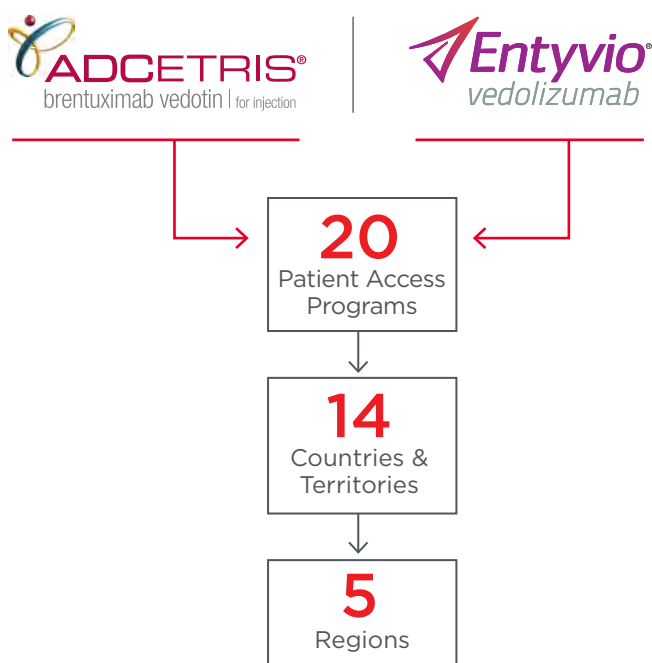 ADCETRIS®
brentuximab vedotin | for injection
Entyvio®
vedolizumab
20
Patient Access
Programs
14
Countries &
Territories
5
Regions